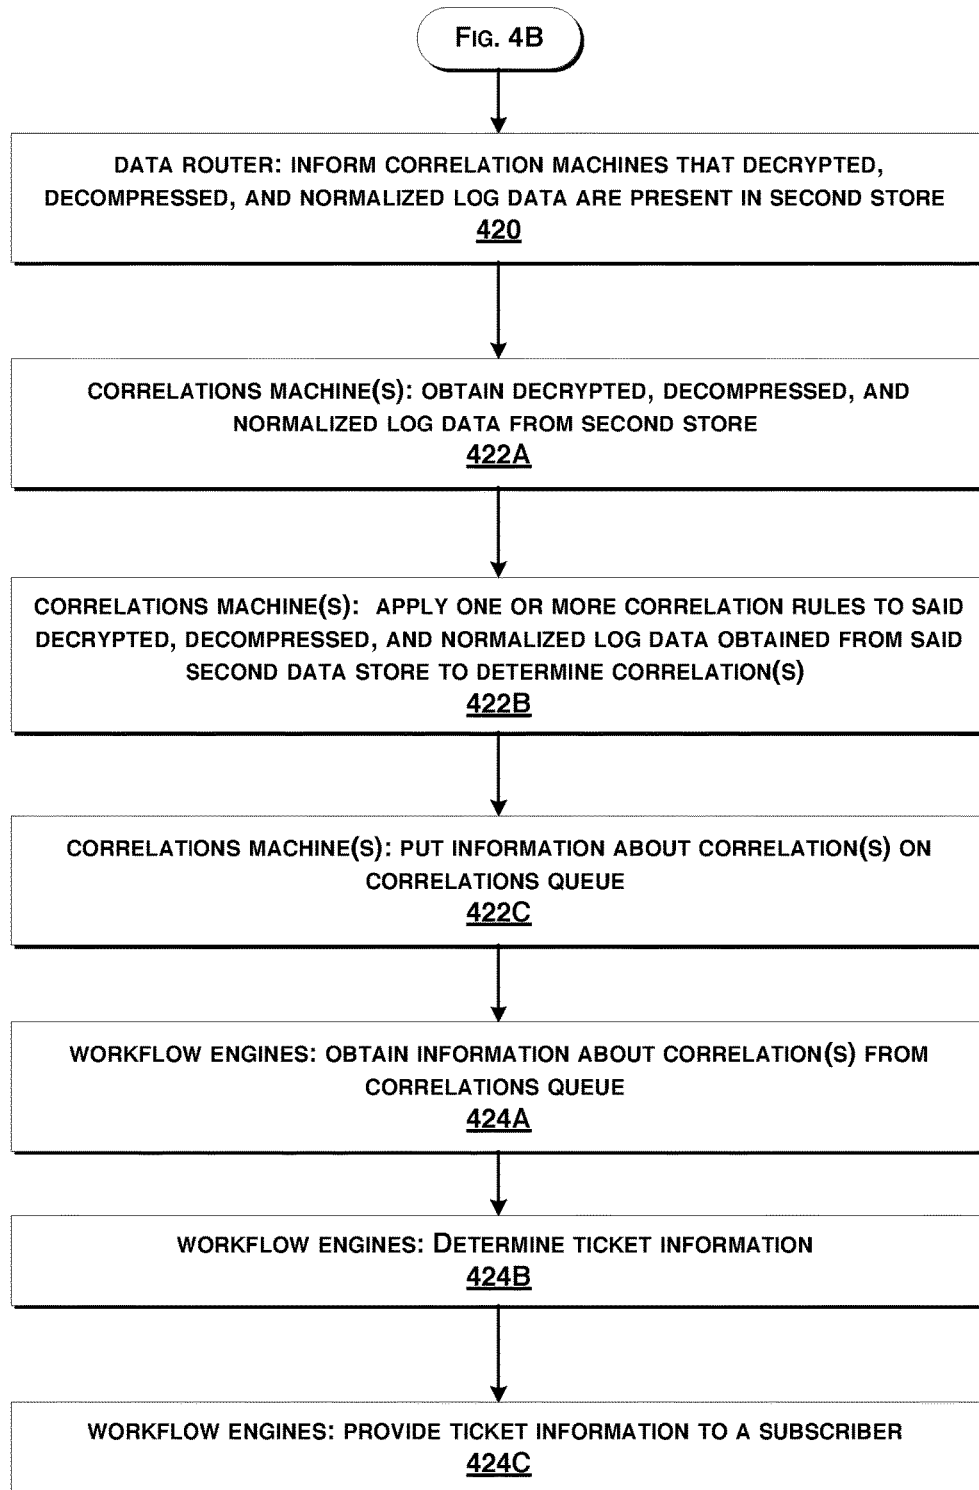 FIG. 4B
DATA ROUTER: INFORM CORRELATION MACHINES THAT DECRYPTED,
DECOMPRESSED, AND NORMALIZED LOG DATA ARE PRESENT IN SECOND STORE
420
CORRELATIONS MACHINE(S): OBTAIN DECRYPTED, DECOMPRESSED, AND
NORMALIZED LOG DATA FROM SECOND STORE
422A
CORRELATIONS MACHINE(S): APPLY ONE OR MORE CORRELATION RULES TO SAID
DECRYPTED, DECOMPRESSED, AND NORMALIZED LOG DATA OBTAINED FROM SAID
SECOND DATA STORE TO DETERMINE CORRELATION(S)
422B
CORRELATIONS MACHINE(S): PUT INFORMATION ABOUT CORRELATION(S) ON
CORRELATIONS QUEUE
422C
WORKFLOW ENGINES: OBTAIN INFORMATION ABOUT CORRELATION(S) FROM
CORRELATIONS QUEUE
424A
WORKFLOW ENGINES: DETERMINE TICKET INFORMATION
424B
WORKFLOW ENGINES: PROVIDE TICKET INFORMATION TO A SUBSCRIBER
424C